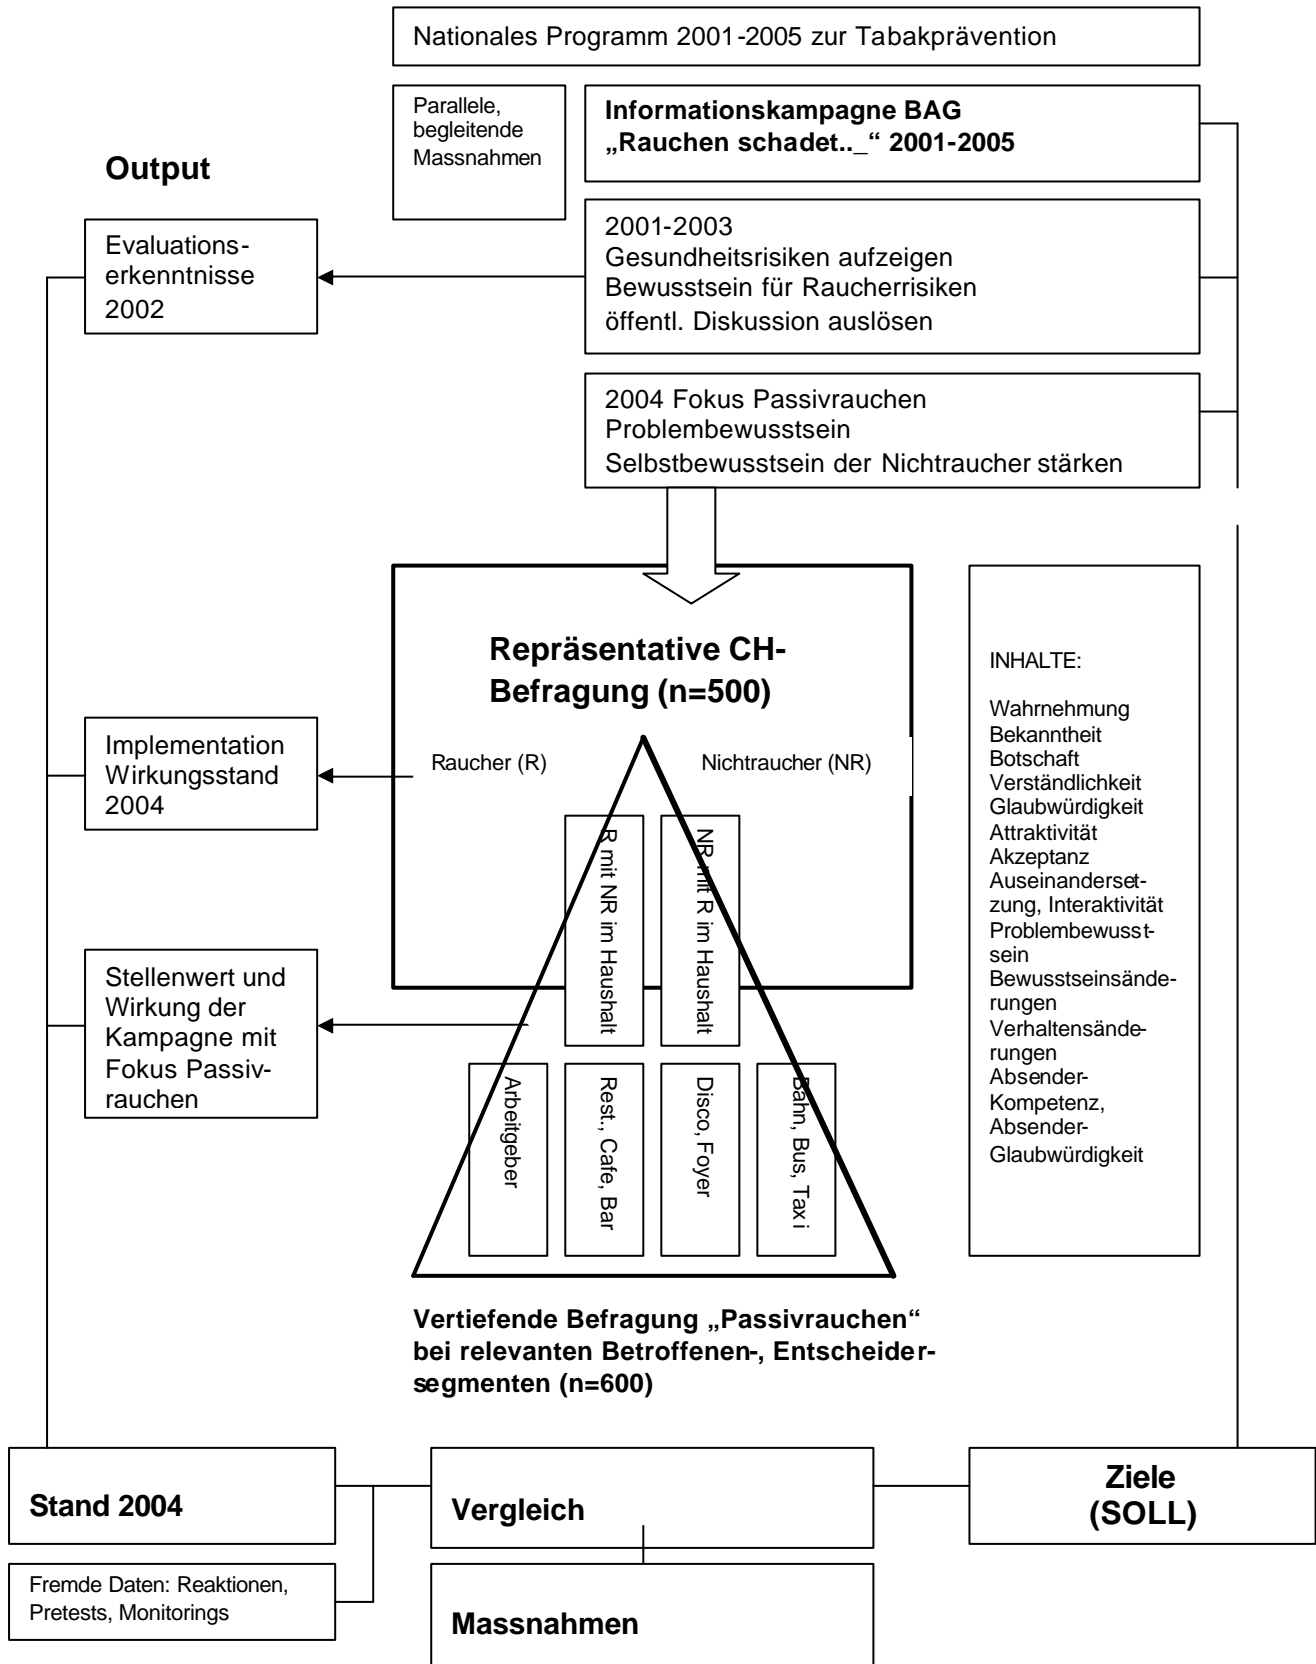 Nationales Programm 2001-2005 zur Tabakprävention
Parallele,
begleitende
Massnahmen
Informationskampagne BAG
„Rauchen schadet.._“ 2001-2005
Output
Evaluations-
erkenntnisse
2002
2001-2003
Gesundheitsrisiken aufzeigen
Bewusstsein für Raucherrisiken
öffentl. Diskussion auslösen
2004 Fokus Passivrauchen
Problembewusstsein
Selbstbewusstsein der Nichtraucher stärken
Repräsentative CH-
Befragung (n=500)
Raucher (R)
Nichtraucher (NR)
Implementation
Wirkungsstand
2004
R mit NR im Haushalt
NR mit R im Haushalt
Stellenwert und
Wirkung der
Kampagne mit
Fokus Passiv-
rauchen
Arbeitgeber
Rest., Cafe, Bar
Disco, Foyer
Bahn, Bus, Taxi
INHALTE:
Wahrnehmung
Bekanntheit
Botschaft
Verständlichkeit
Glaubwürdigkeit
Attraktivität
Akzeptanz
Auseinanderset-
zung, Interaktivität
Problembewusst-
sein
Bewusstseinsände-
rungen
Verhaltensände-
rungen
Absender-
Kompetenz,
Absender-
Glaubwürdigkeit
Vertiefende Befragung „Passivrauchen“
bei relevanten Betroffenen-, Entscheider-
segmenten (n=600)
Stand 2004
Vergleich
Ziele
(SOLL)
Fremde Daten: Reaktionen,
Pretests, Monitorings
Massnahmen